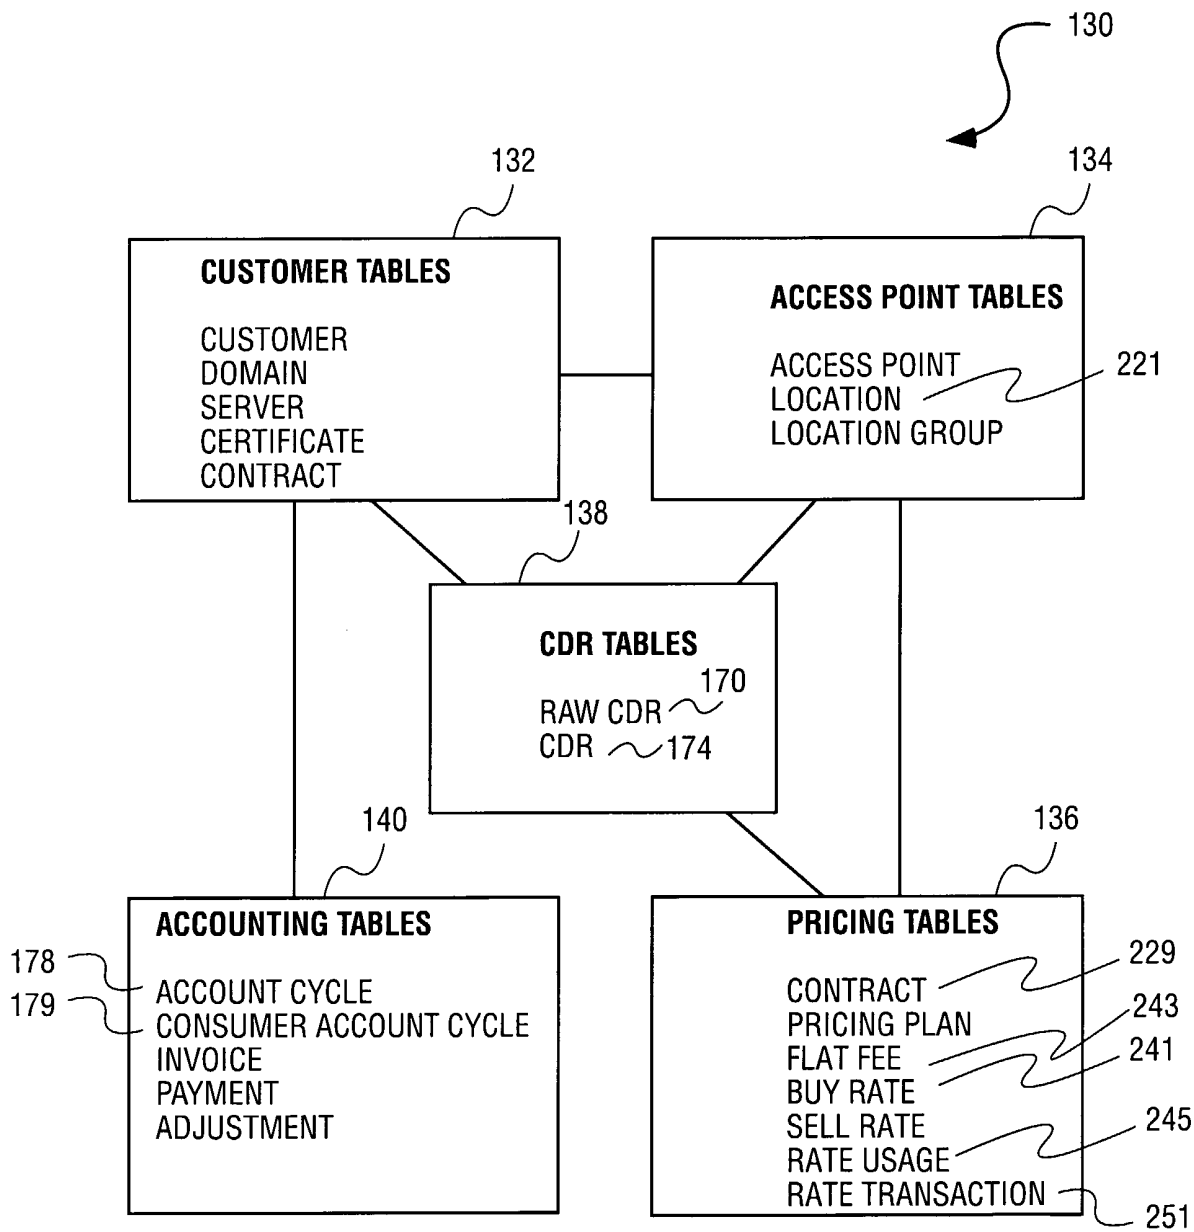 130
132
134
CUSTOMER TABLES
CUSTOMER
DOMAIN
SERVER
CERTIFICATE
CONTRACT
ACCESS POINT TABLES
ACCESS POINT
LOCATION
LOCATION GROUP
221
138
CDR TABLES
RAW CDR
170
CDR
174
140
ACCOUNTING TABLES
178
ACCOUNT CYCLE
179
CONSUMER ACCOUNT CYCLE
INVOICE
PAYMENT
ADJUSTMENT
136
PRICING TABLES
CONTRACT
229
PRICING PLAN
FLAT FEE
243
BUY RATE
241
SELL RATE
RATE USAGE
245
RATE TRANSACTION
251